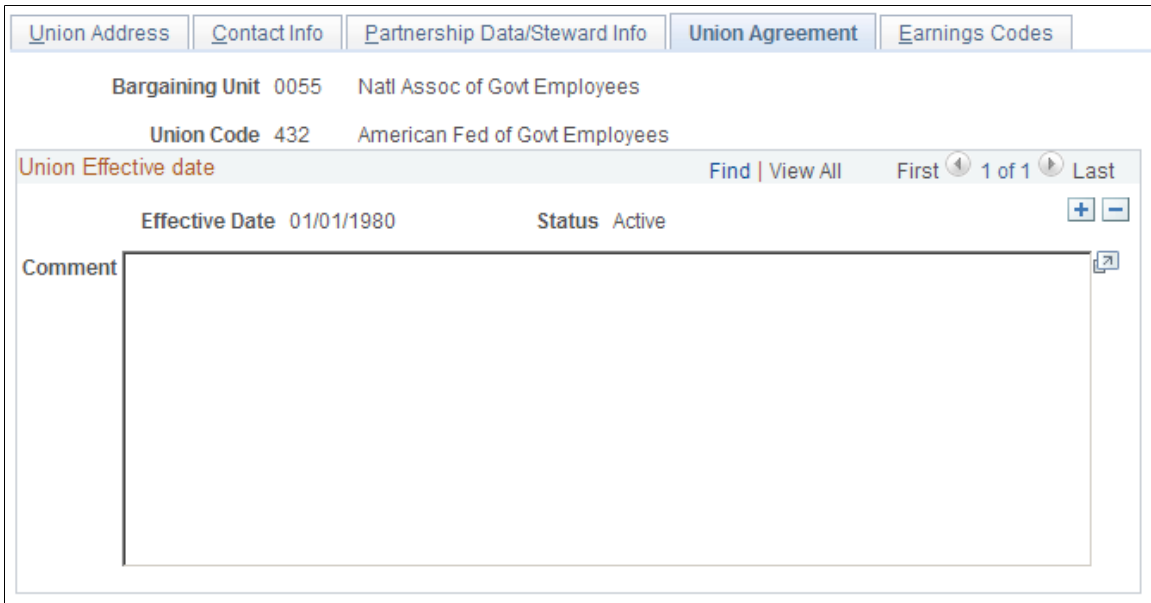 Union Address Contact Info Partnership Data/Steward Info Union Agreement Earnings Codes
Bargaining Unit 0055 Natl Assoc of Govt Employees
Union Code 432 American Fed of Govt Employees
Union Effective date Find | View All First 1 of 1 Last
Effective Date 01/01/1980 Status Active
Comment